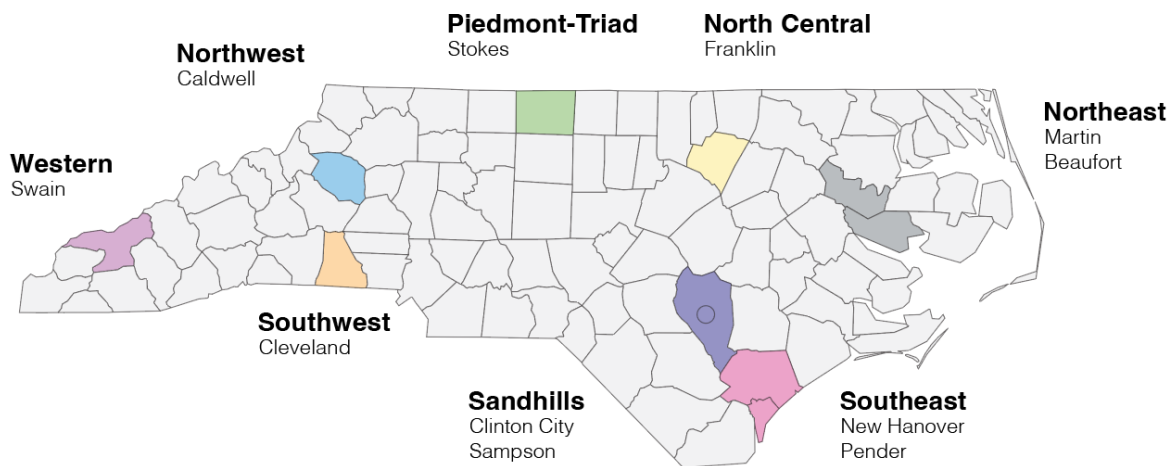 Piedmont-Triad
Stokes
North Central
Franklin
Northwest
Caldwell
Northeast
Martin
Beaufort
Western
Swain
Southwest
Cleveland
Sandhills
Clinton City
Sampson
Southeast
New Hanover
Pender